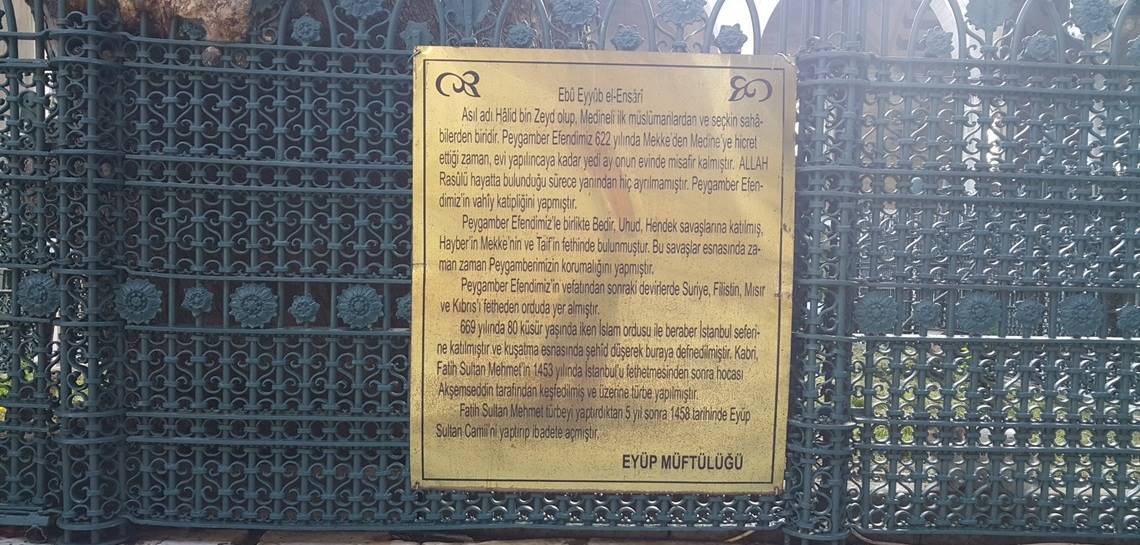 Ebû Eyyûb el-Ensârî
Asıl adı Hâlid bin Zeyd olup, Medineli ilk müslümanlardan ve seçkin sahâ-
bilerden biridir. Peygamber Efendimiz 622 yılında Mekke'den Medine'ye hicret
ettiği zaman, evi yapılıncaya kadar yedi ay onun evinde misafir kalmıştır. ALLAH
Rasûlü hayatta bulunduğu sürece yanından hiç ayrılmamıştır. Peygamber Efen-
dimiz'in vahîy katipliğini yapmıştır.
Peygamber Efendimiz'le birlikte Bedir, Uhud, Hendek savaşlarına katılmış,
Hayber'in Mekke'nin ve Taif'in fethinde bulunmuştur. Bu savaşlar esnasında za-
man zaman Peygamberimizin korumalığını yapmıştır.
Peygamber Efendimiz'in vefatından sonraki devirlerde Suriye, Filistin, Mısır
ve Kıbrıs'ı fetheden orduda yer almıştır.
669 yılında 80 küsür yaşında iken İslam ordusu ile beraber İstanbul seferi-
ne katılmıştır ve kuşatma esnasında şehîd düşerek buraya defnedilmiştir. Kabri,
Fatih Sultan Mehmet'in 1453 yılında İstanbul'u fethetmesinden sonra hocası
Akşemseddin tarafından keşfedilmiş ve üzerine türbe yapılmıştır.
Fatih Sultan Mehmet türbeyi yaptırdıktan 5 yıl sonra 1458 tarihinde Eyüp
Sultan Camii'ni yaptırıp ibadete açmıştır.
EYÜP MÜFTÜLÜĞÜ